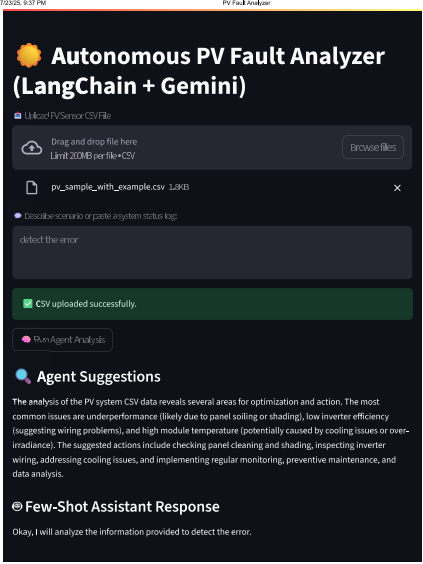 7/23/25, 9:37 PM PV Fault Analyzer
Autonomous PV Fault Analyzer
(LangChain + Gemini)
Upload PV Sensor CSV File
Drag and drop file here
Limit 200MB per file • CSV
Browse files
pv_sample_with_example.csv 1.8KB
Describe scenario or paste a system status log:
detect the error
CSV uploaded successfully.
Run Agent Analysis
Agent Suggestions
The analysis of the PV system CSV data reveals several areas for optimization and action. The most
common issues are underperformance (likely due to panel soiling or shading), low inverter efficiency
(suggesting wiring problems), and high module temperature (potentially caused by cooling issues or over-
irradiance). The suggested actions include checking panel cleaning and shading, inspecting inverter
wiring, addressing cooling issues, and implementing regular monitoring, preventive maintenance, and
data analysis.
Few-Shot Assistant Response
Okay, I will analyze the information provided to detect the error.